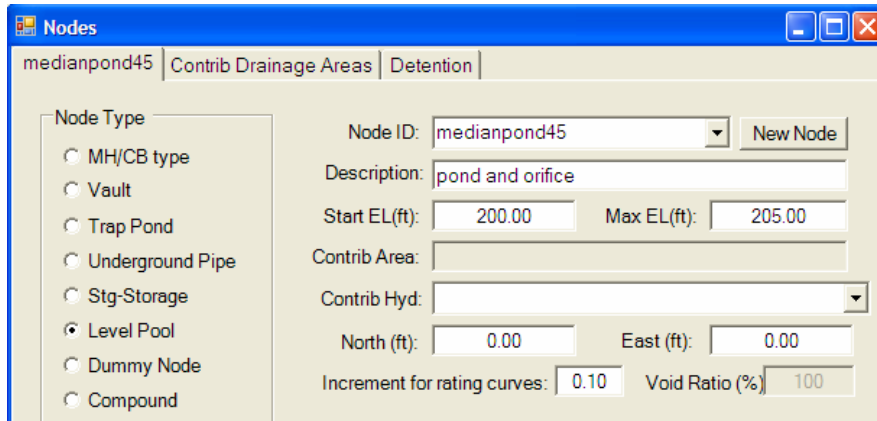 Nodes
medianpond45 Contrib Drainage Areas Detention
Node Type
MH/CB type
Vault
Trap Pond
Underground Pipe
Stg-Storage
Level Pool
Dummy Node
Compound
Node ID: medianpond45 New Node
Description: pond and orifice
Start EL(ft): 200.00 Max EL(ft): 205.00
Contrib Area:
Contrib Hyd:
North (ft): 0.00 East (ft): 0.00
Increment for rating curves: 0.10 Void Ratio (%) 100